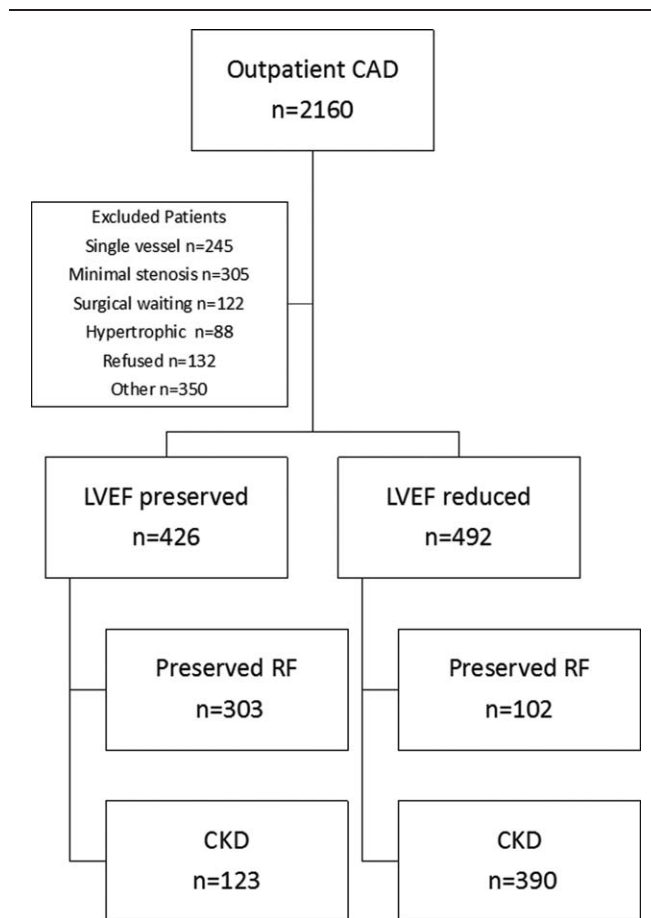 Outpatient CAD
n=2160
Excluded Patients
Single vessel n=245
Minimal stenosis n=305
Surgical waiting n=122
Hypertrophic n=88
Refused n=132
Other n=350
LVEF preserved
n=426
LVEF reduced
n=492
Preserved RF
n=303
Preserved RF
n=102
CKD
n=123
CKD
n=390